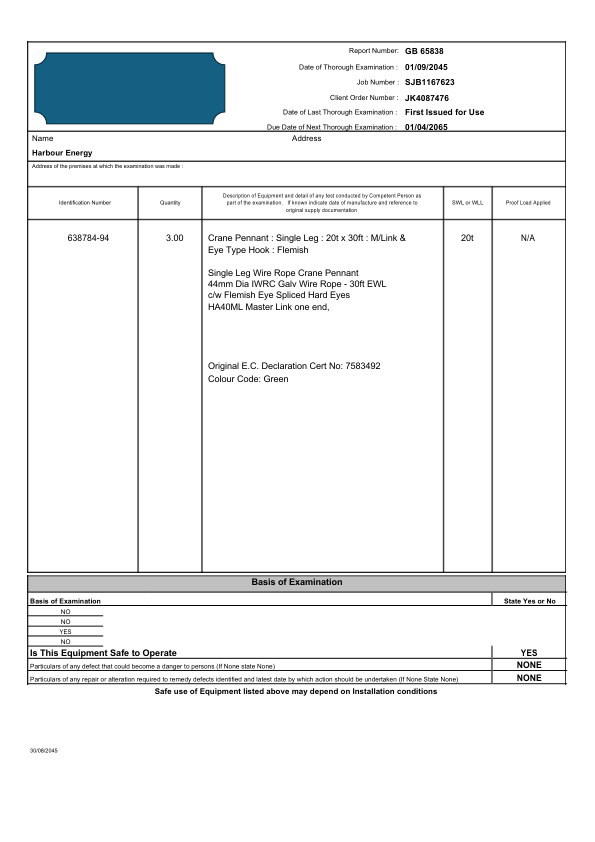 Report Number: GB 65838
Date of Thorough Examination : 01/09/2045
Job Number : SJB1167623
Client Order Number : JK4087476
Date of Last Thorough Examination : First Issued for Use
Due Date of Next Thorough Examination : 01/04/2065
Name Address
Harbour Energy
Address of the premises at which the examination was made :
Identification Number
Quantity
Description of Equipment and detail of any test conducted by Competent Person as
part of the examination. If known indicate date of manufacture and reference to
original supply documentation
SWL or WLL
Proof Load Applied
638784-94
3.00
Crane Pennant : Single Leg : 20t x 30ft : M/Link &
Eye Type Hook : Flemish
Single Leg Wire Rope Crane Pennant
44mm Dia IWRC Galv Wire Rope - 30ft EWL
c/w Flemish Eye Spliced Hard Eyes
HA40ML Master Link one end,
Original E.C. Declaration Cert No: 7583492
Colour Code: Green
20t
N/A
Basis of Examination
Basis of Examination State Yes or No
NO
NO
YES
NO
Is This Equipment Safe to Operate YES
Particulars of any defect that could become a danger to persons (If None state None) NONE
Particulars of any repair or alteration required to remedy defects identified and latest date by which action should be undertaken (If None State None) NONE
Safe use of Equipment listed above may depend on Installation conditions
30/08/2045